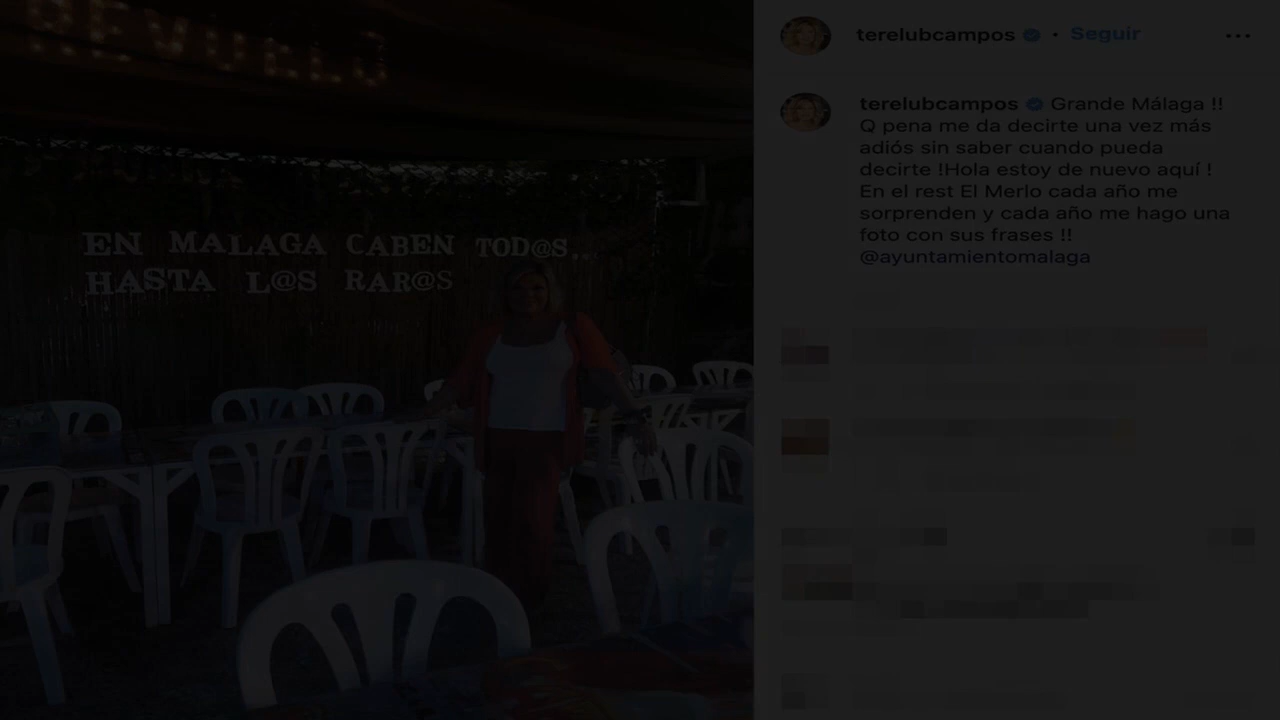 EN MALAGA CABEN TOD@S...
HASTA L@S RAR@S
terelubcampos • Seguir
terelubcampos Grande Málaga !!
Q pena me da decirte una vez más
adiós sin saber cuando pueda
decirte !Hola estoy de nuevo aquí !
En el rest El Merlo cada año me
sorprenden y cada año me hago una
foto con sus frases !!
@ayuntamientomalaga